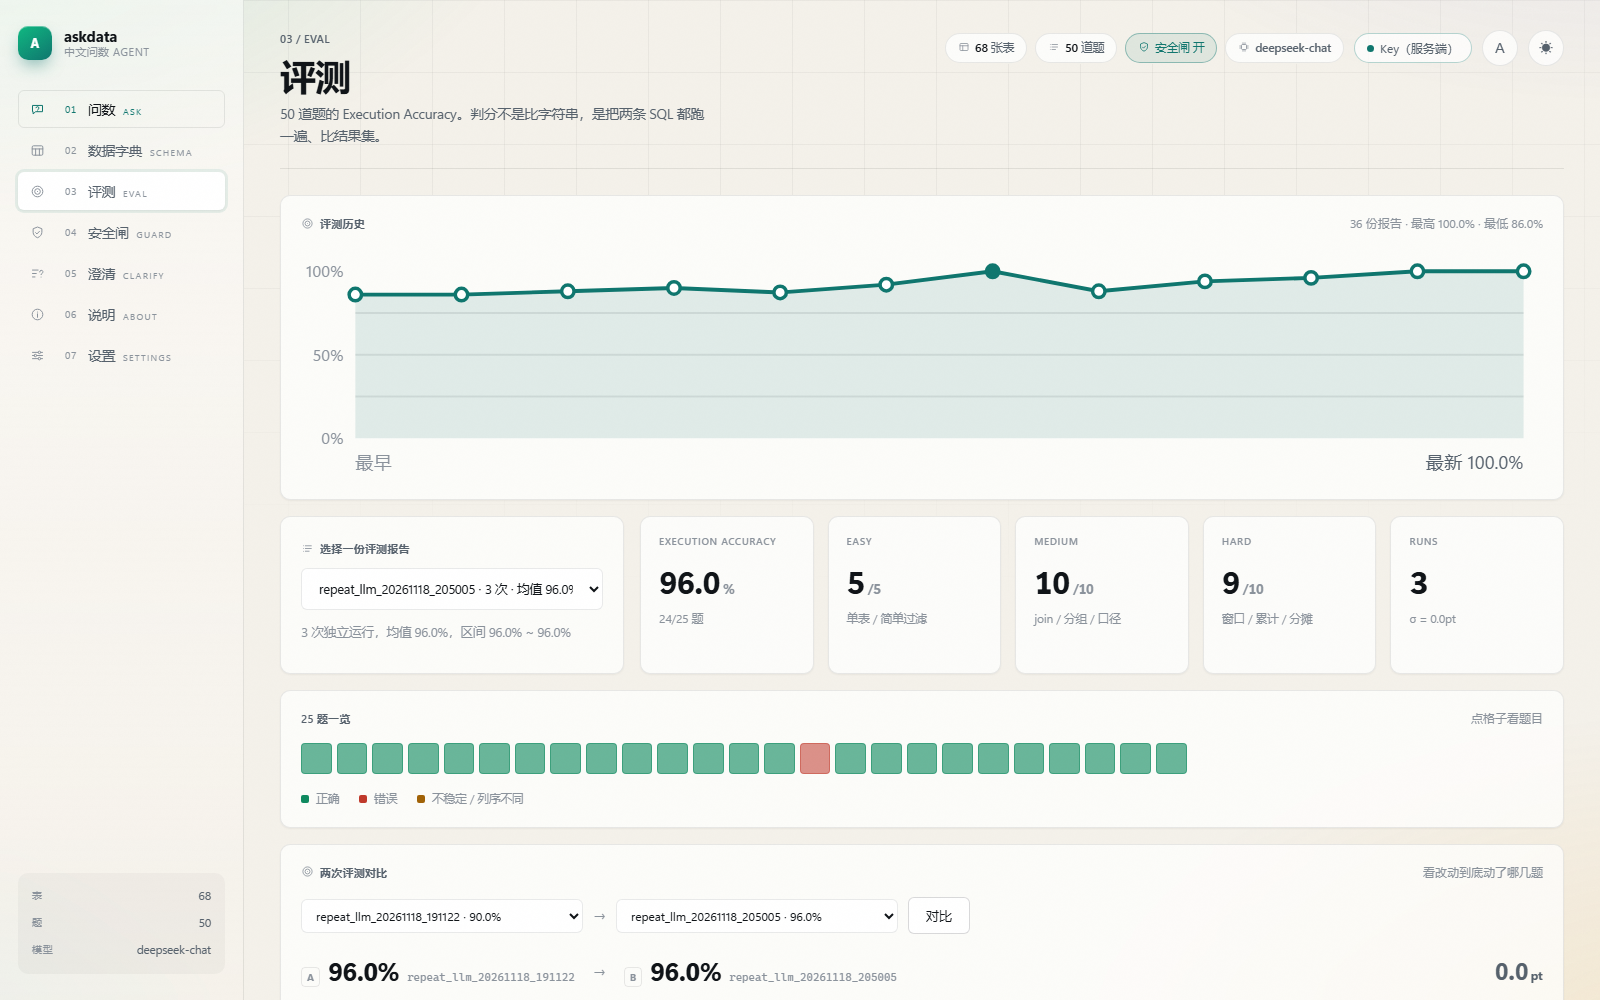 A
askdata
中文问数 AGENT
01 问数 ASK
02 数据字典 SCHEMA
03 评测 EVAL
04 安全闸 GUARD
05 澄清 CLARIFY
06 说明 ABOUT
07 设置 SETTINGS
表 68
题 50
模型 deepseek-chat
03 / EVAL
评测
50 道题的 Execution Accuracy。判分不是比字符串，是把两条 SQL 都跑
一遍、比结果集。
68 张表
50 道题
安全闸 开
deepseek-chat
Key（服务端）
A
评测历史
36 份报告 · 最高 100.0% · 最低 86.0%
100%
50%
0%
最早
最新 100.0%
选择一份评测报告
repeat_llm_20261118_205005 · 3 次 · 均值 96.0%
3 次独立运行，均值 96.0%，区间 96.0% ~ 96.0%
EXECUTION ACCURACY
96.0 %
24/25 题
EASY
5 /5
单表 / 简单过滤
MEDIUM
10 /10
join / 分组 / 口径
HARD
9 /10
窗口 / 累计 / 分摊
RUNS
3
σ = 0.0pt
25 题一览
点格子看题目
正确
错误
不稳定 / 列序不同
两次评测对比
看改动到底动了哪几题
repeat_llm_20261118_191122 · 90.0%
→
repeat_llm_20261118_205005 · 96.0%
对比
A 96.0% repeat_llm_20261118_191122
→
B 96.0% repeat_llm_20261118_205005
0.0 pt